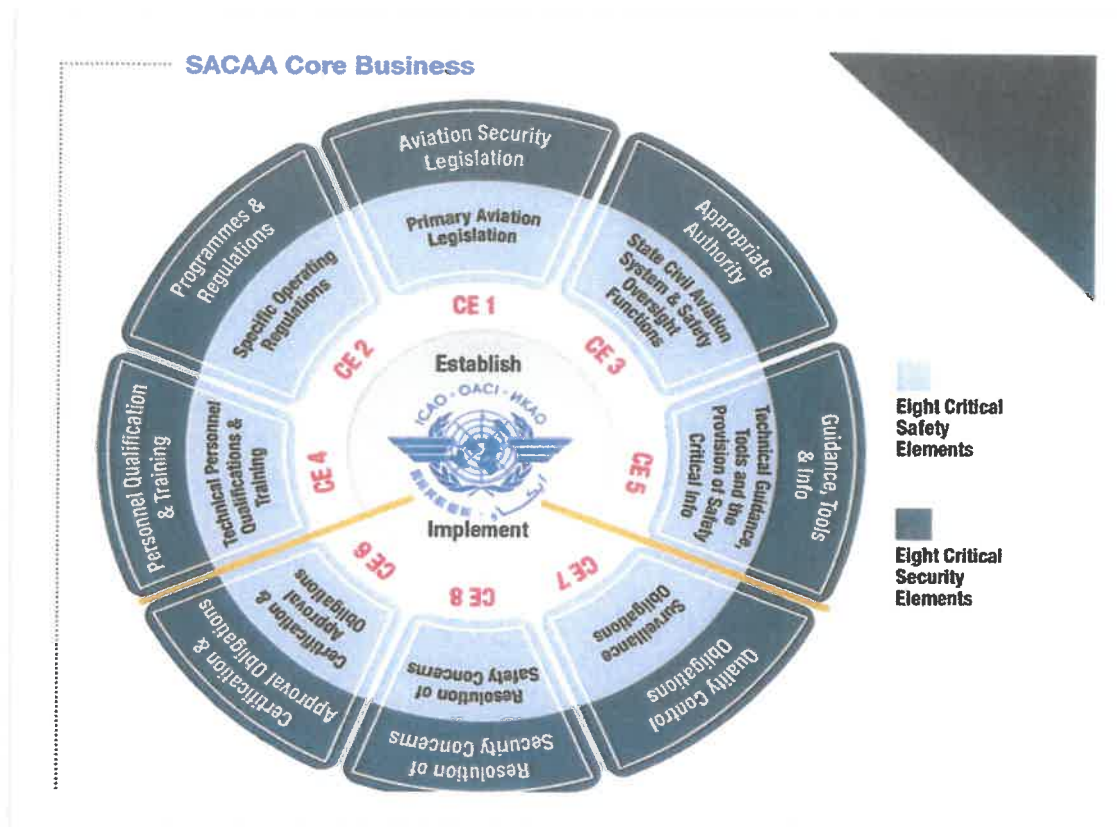 SACAA Core Business
Aviation Security
Legislation
Primary Aviation
Legislation
CE 1
Programmes &
Regulations
Specific Operating
Regulations
CE 2
Appropriate
Authority
State Civil Aviation
System & Safety
Oversight
Functions
CE 3
Personnel Qualification
& Training
Technical Personnel
Qualifications &
Training
CE 4
Guidance, Tools
& Info
Technical Guidance,
Tools and the
Provision of Safety
Critical Info
CE 5
Establish
ICAO · OACI · ИКАО
Implement
Certification &
Approval Obligations
Certification &
Approval
Obligations
CE 6
Quality Control
Obligations
Surveillance
Obligations
CE 7
Resolution of
Security Concerns
Resolution of
Safety Concerns
CE 8
Eight Critical
Safety
Elements
Eight Critical
Security
Elements